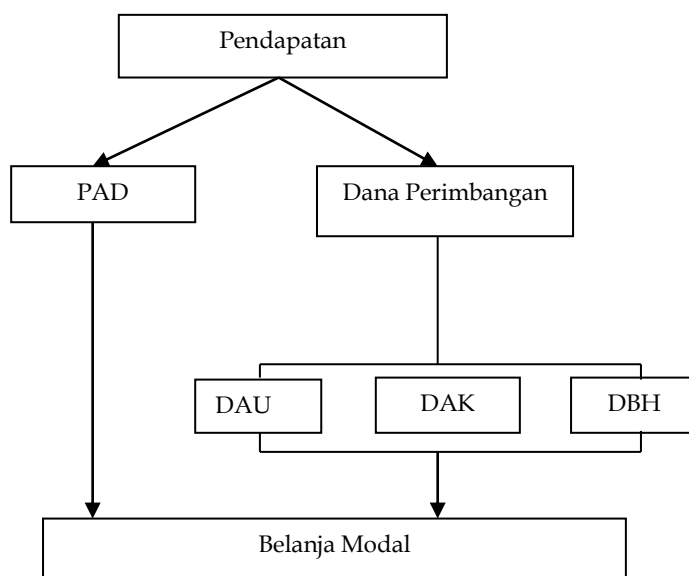 Pendapatan
PAD
Dana Perimbangan
DAU
DAK
DBH
Belanja Modal